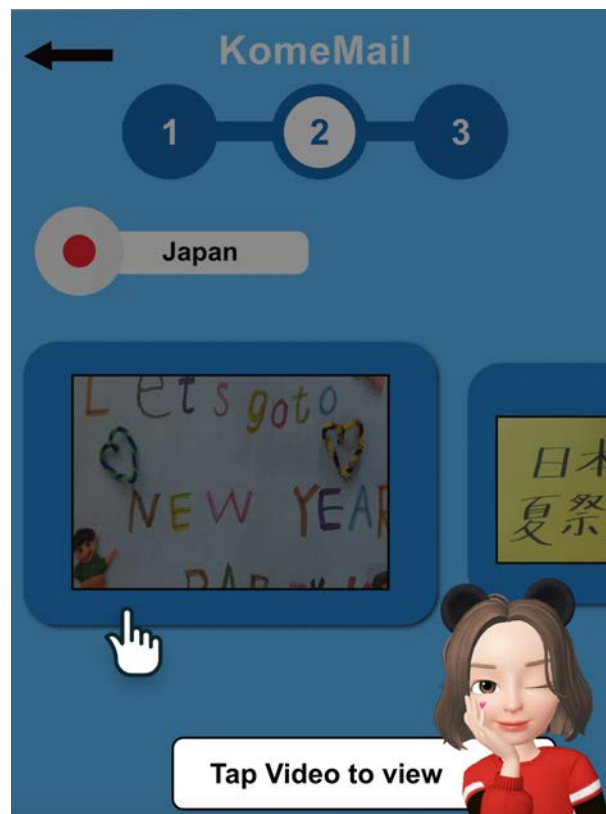 KomeMail
1 2 3
Japan
Lets goto
NEW YEAR
日本
夏祭
Tap Video to view